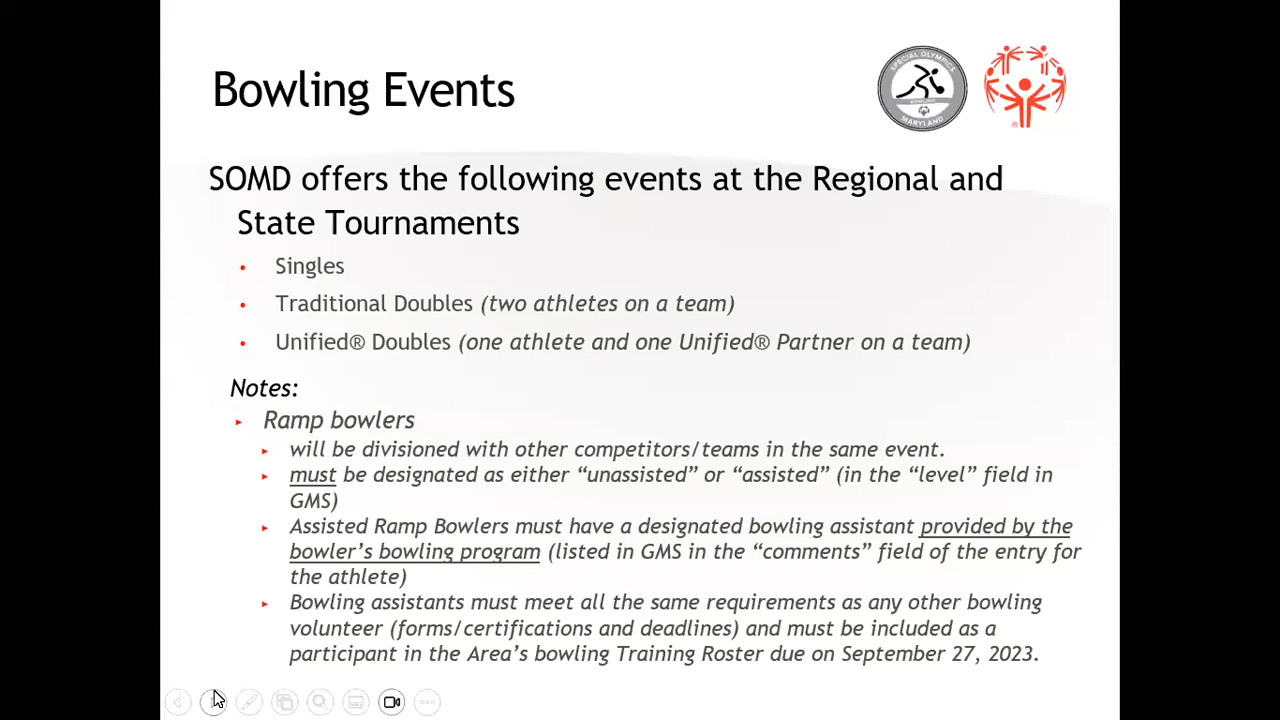 Bowling Events
SPECIAL OLYMPICS
BOWLING
MARYLAND
SOMD offers the following events at the Regional and
State Tournaments
• Singles
• Traditional Doubles (two athletes on a team)
• Unified® Doubles (one athlete and one Unified® Partner on a team)
Notes:
▸ Ramp bowlers
▸ will be divisioned with other competitors/teams in the same event.
▸ must be designated as either “unassisted” or “assisted” (in the “level” field in
GMS)
▸ Assisted Ramp Bowlers must have a designated bowling assistant provided by the
bowler’s bowling program (listed in GMS in the “comments” field of the entry for
the athlete)
▸ Bowling assistants must meet all the same requirements as any other bowling
volunteer (forms/certifications and deadlines) and must be included as a
participant in the Area’s bowling Training Roster due on September 27, 2023.